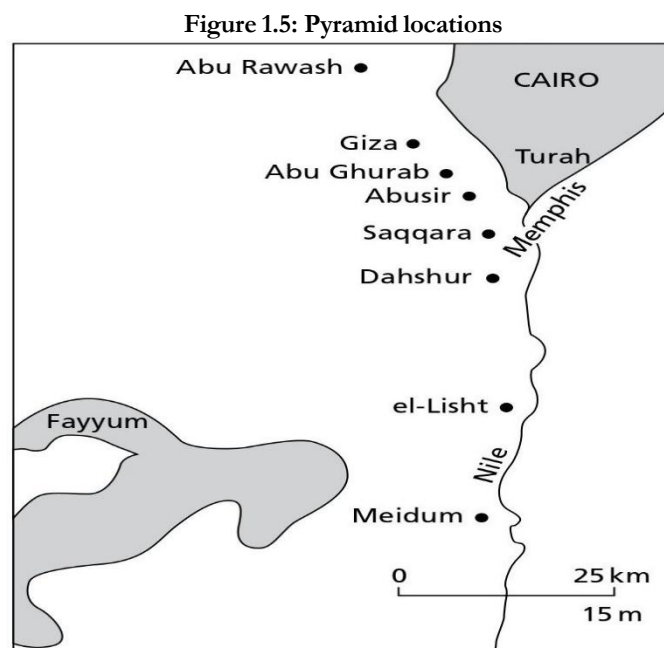 Figure 1.5: Pyramid locations
Abu Rawash
CAIRO
Giza
Turah
Abu Ghurab
Abusir
Memphis
Saqqara
Dahshur
el-Lisht
Fayyum
Nile
Meidum
0 25 km
15 m